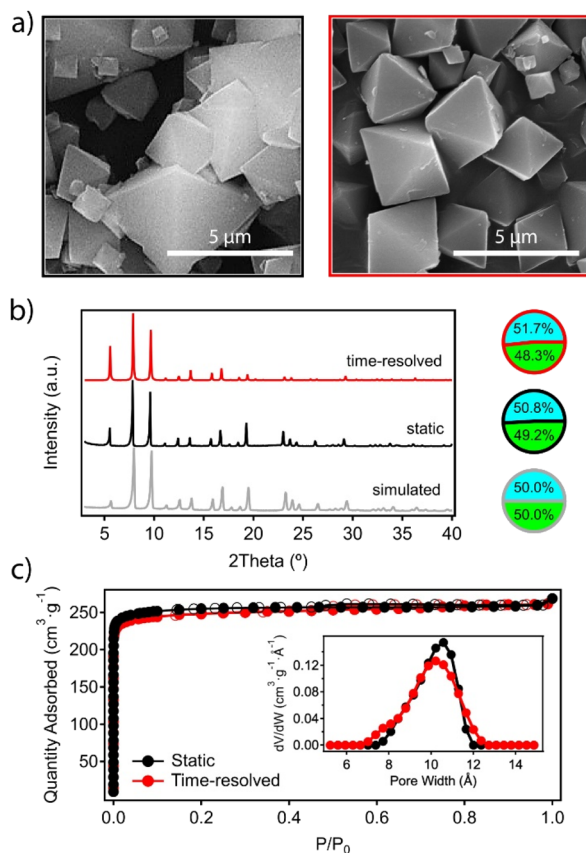 a)
5 µm
5 µm
b)
Intensity (a.u.)
time-resolved
static
simulated
5 10 15 20 25 30 35 40
2Theta (º)
51.7%
48.3%
50.8%
49.2%
50.0%
50.0%
c)
Quantity Adsorbed (cm³·g⁻¹)
250
200
150
100
50
Static
Time-resolved
0.0 0.2 0.4 0.6 0.8 1.0
P/P₀
dV/dW (cm³·g⁻¹·Å⁻¹)
0.12
0.08
0.04
0.00
6 8 10 12 14
Pore Width (Å)